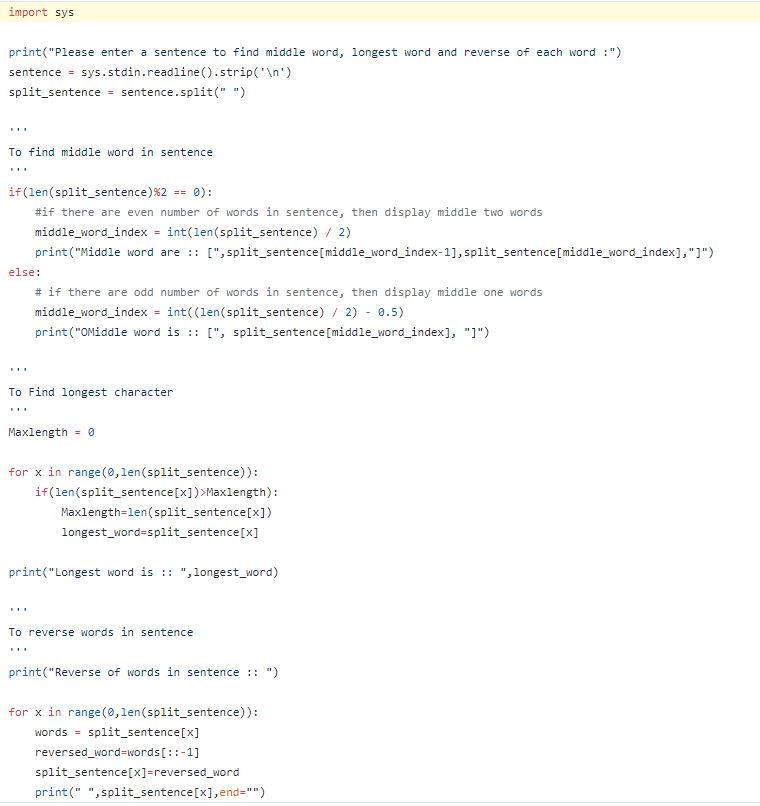 import sys
print("Please enter a sentence to find middle word, longest word and reverse of each word :")
sentence = sys.stdin.readline().strip('\n')
split_sentence = sentence.split(" ")
'''
To find middle word in sentence
'''
if(len(split_sentence)%2 == 0):
    #if there are even number of words in sentence, then display middle two words
    middle_word_index = int(len(split_sentence) / 2)
    print("Middle word are :: [",split_sentence[middle_word_index-1],split_sentence[middle_word_index],"]")
else:
    # if there are odd number of words in sentence, then display middle one words
    middle_word_index = int((len(split_sentence) / 2) - 0.5)
    print("OMiddle word is :: [", split_sentence[middle_word_index], "]")
'''
To Find longest character
'''
Maxlength = 0
for x in range(0,len(split_sentence)):
    if(len(split_sentence[x])>Maxlength):
        Maxlength=len(split_sentence[x])
        longest_word=split_sentence[x]
print("Longest word is :: ",longest_word)
'''
To reverse words in sentence
'''
print("Reverse of words in sentence :: ")
for x in range(0,len(split_sentence)):
    words = split_sentence[x]
    reversed_word=words[::-1]
    split_sentence[x]=reversed_word
    print(" ",split_sentence[x],end="")